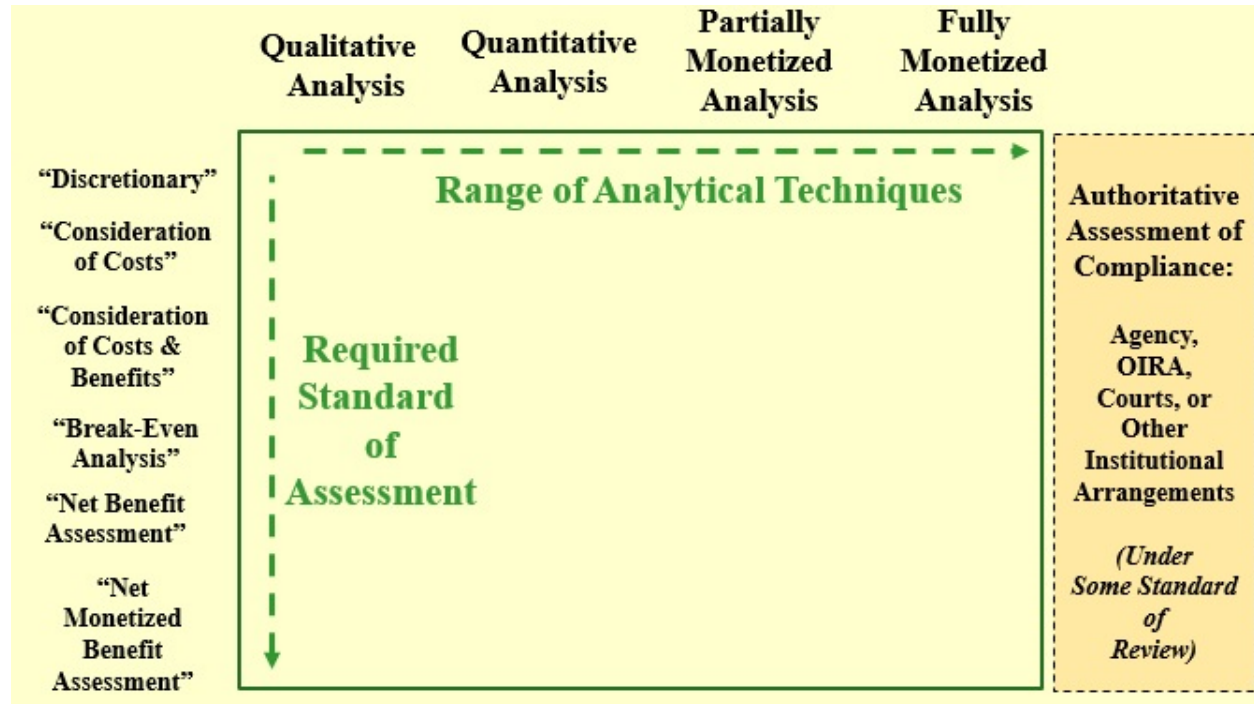 Qualitative
Analysis
Quantitative
Analysis
Partially
Monetized
Analysis
Fully
Monetized
Analysis
“Discretionary”
“Consideration
of Costs”
“Consideration
of Costs &
Benefits”
“Break-Even
Analysis”
“Net Benefit
Assessment”
“Net
Monetized
Benefit
Assessment”
Range of Analytical Techniques
Required
Standard
of
Assessment
Authoritative
Assessment of
Compliance:
Agency,
OIRA,
Courts, or
Other
Institutional
Arrangements
(Under
Some Standard
of
Review)